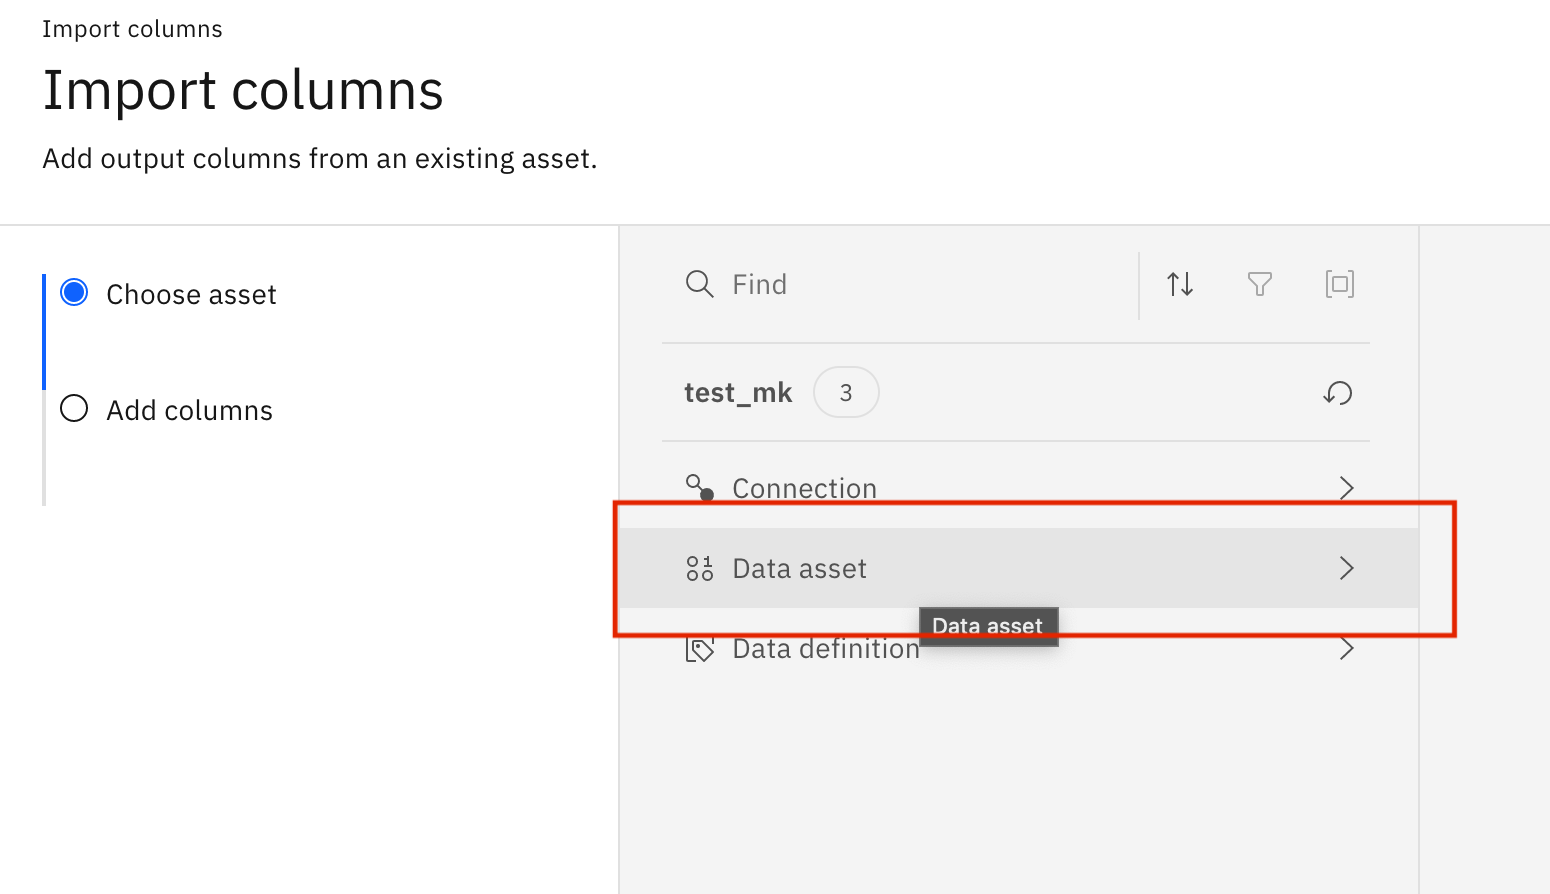 Import columns
Import columns
Add output columns from an existing asset.
Choose asset
Add columns
Find
test_mk 3
Connection
Data asset
Data asset
Data definition